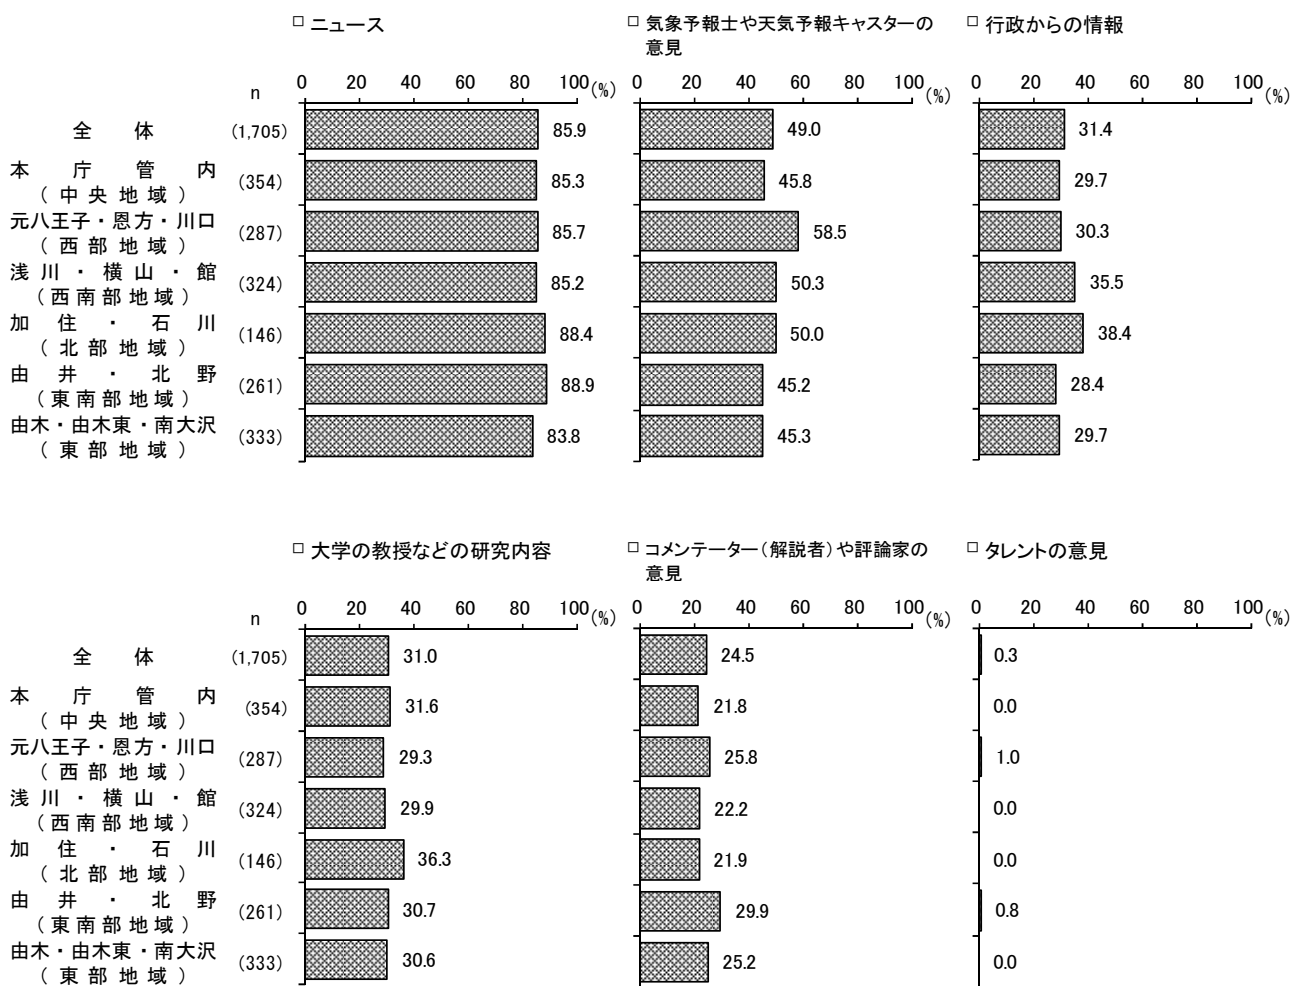 □ ニュース
□ 気象予報士や天気予報キャスターの
意見
□ 行政からの情報
n
0 20 40 60 80 100 (%)
0 20 40 60 80 100 (%)
0 20 40 60 80 100 (%)
全 体 (1,705) 85.9 49.0 31.4
本 庁 管 内
(354) 85.3 45.8 29.7
（ 中 央 地 域 ）
元八王子・恩方・川口
(287) 85.7 58.5 30.3
（ 西 部 地 域 ）
浅 川 ・ 横 山 ・ 館
(324) 85.2 50.3 35.5
（ 西 南 部 地 域 ）
加 住 ・ 石 川
(146) 88.4 50.0 38.4
（ 北 部 地 域 ）
由 井 ・ 北 野
(261) 88.9 45.2 28.4
（ 東 南 部 地 域 ）
由木・由木東・南大沢
(333) 83.8 45.3 29.7
（ 東 部 地 域 ）
□ 大学の教授などの研究内容
□ コメンテーター（解説者）や評論家の
意見
□ タレントの意見
n
0 20 40 60 80 100 (%)
0 20 40 60 80 100 (%)
0 20 40 60 80 100 (%)
全 体 (1,705) 31.0 24.5 0.3
本 庁 管 内
(354) 31.6 21.8 0.0
（ 中 央 地 域 ）
元八王子・恩方・川口
(287) 29.3 25.8 1.0
（ 西 部 地 域 ）
浅 川 ・ 横 山 ・ 館
(324) 29.9 22.2 0.0
（ 西 南 部 地 域 ）
加 住 ・ 石 川
(146) 36.3 21.9 0.0
（ 北 部 地 域 ）
由 井 ・ 北 野
(261) 30.7 29.9 0.8
（ 東 南 部 地 域 ）
由木・由木東・南大沢
(333) 30.6 25.2 0.0
（ 東 部 地 域 ）